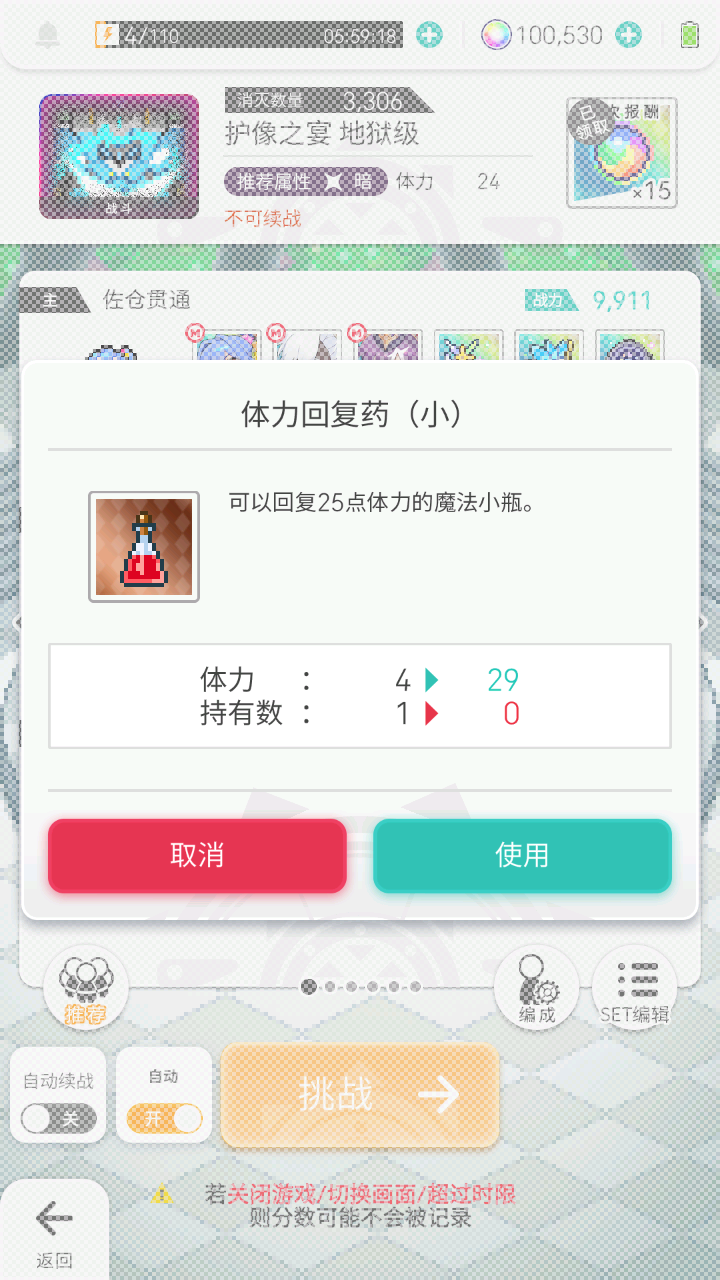 4/110
05:59:18
100,530
消灭数量 3,306
护像之宴 地狱级
推荐属性 暗 体力 24
不可续战
战斗
已领取
次报酬
×15
主 佐仓贯通
战力 9,911
体力回复药（小）
可以回复25点体力的魔法小瓶。
体力 ： 4 29
持有数 ： 1 0
取消
使用
推荐
编成
SET编辑
自动续战
关
自动
开
挑战
若关闭游戏/切换画面/超过时限
则分数可能不会被记录
返回